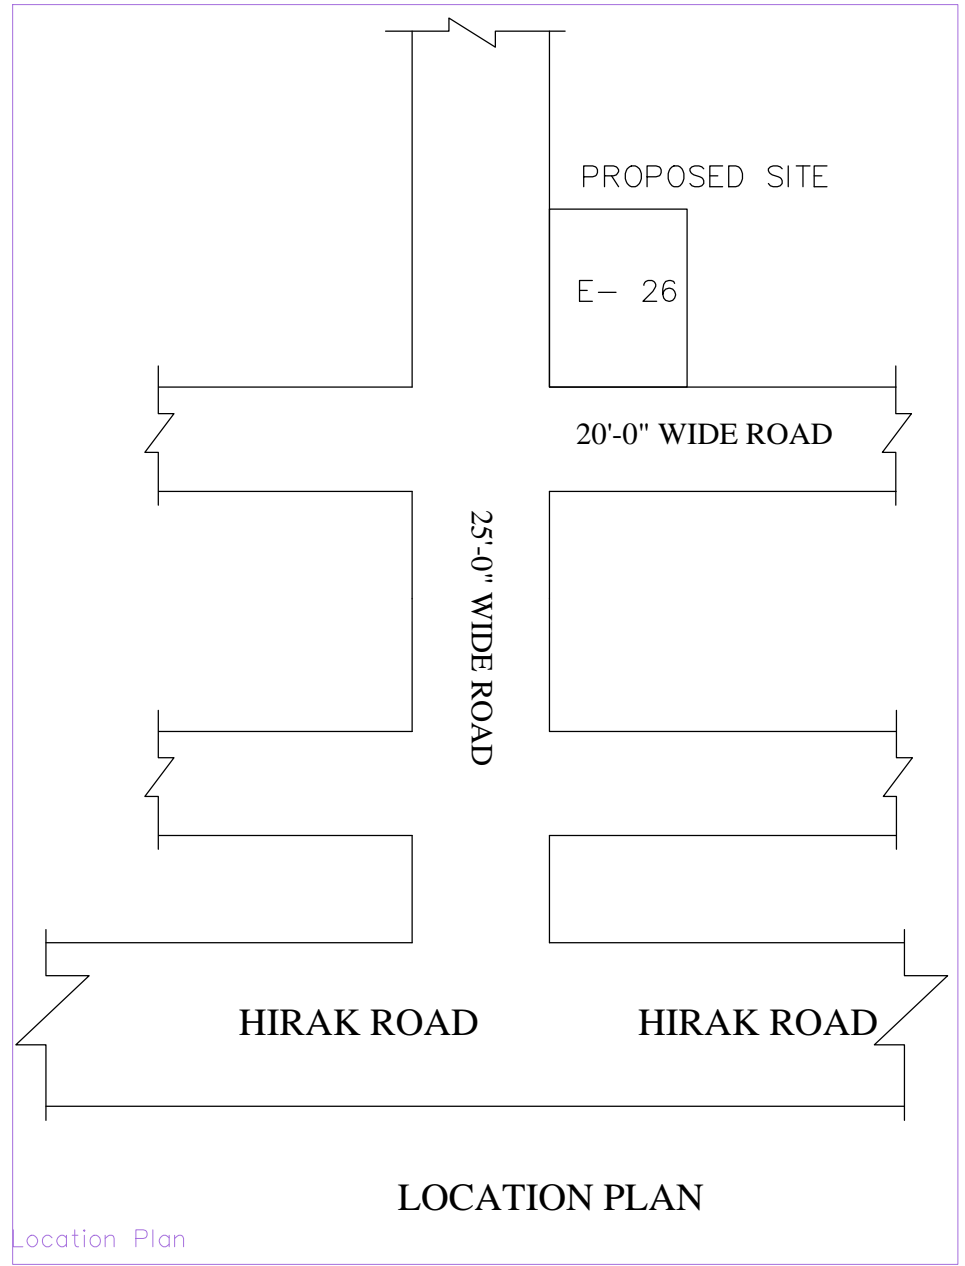 PROPOSED SITE
E- 26
20'-0" WIDE ROAD
25'-0" WIDE ROAD
HIRAK ROAD
HIRAK ROAD
LOCATION PLAN
Location Plan